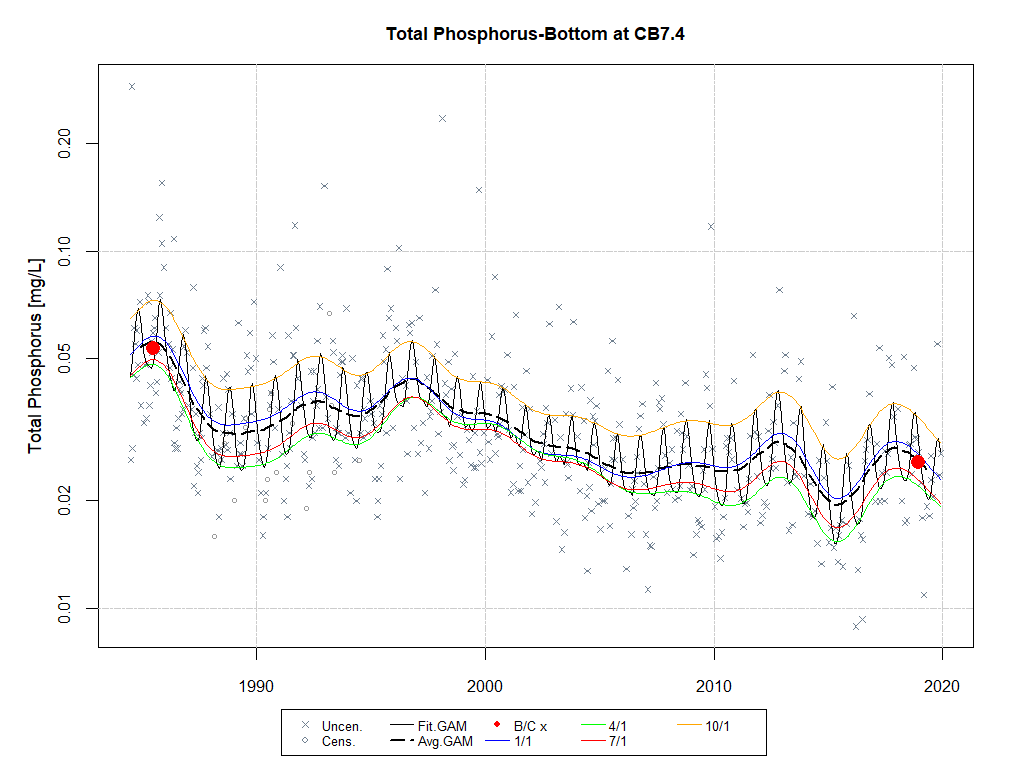 Total Phosphorus-Bottom at CB7.4
Total Phosphorus [mg/L]
0.20
0.10
0.05
0.02
0.01
1990 2000 2010 2020
Uncen. Fit.GAM B/C x 4/1 10/1
Cens. Avg.GAM 1/1 7/1